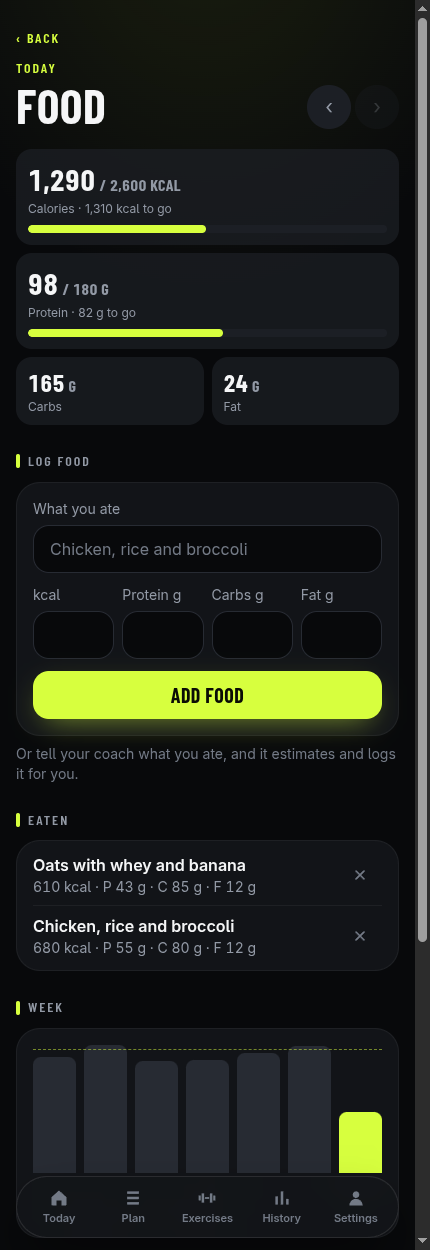 ‹ BACK
TODAY
FOOD
1,290 / 2,600 KCAL
Calories · 1,310 kcal to go
98 / 180 G
Protein · 82 g to go
165 G
Carbs
24 G
Fat
LOG FOOD
What you ate
Chicken, rice and broccoli
kcal
Protein g
Carbs g
Fat g
ADD FOOD
Or tell your coach what you ate, and it estimates and logs
it for you.
EATEN
Oats with whey and banana
610 kcal · P 43 g · C 85 g · F 12 g
Chicken, rice and broccoli
680 kcal · P 55 g · C 80 g · F 12 g
WEEK
Today
Plan
Exercises
History
Settings